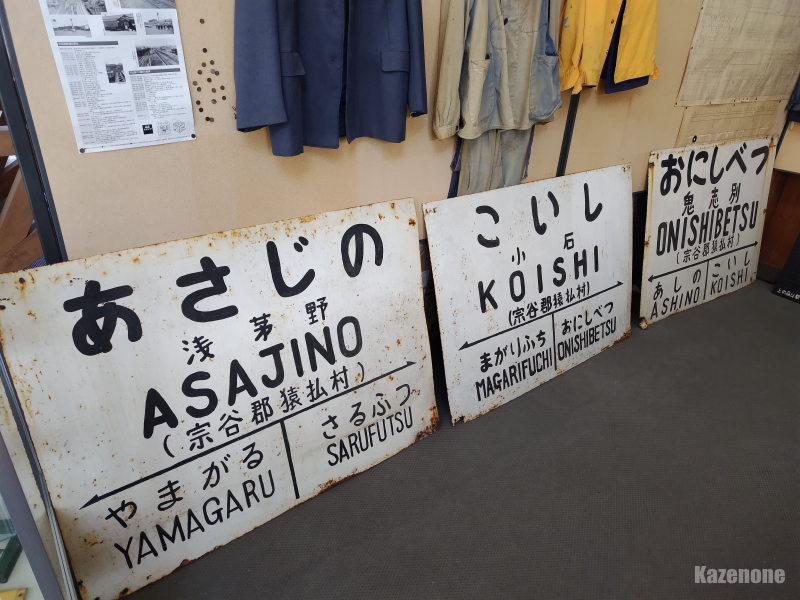 あさじの
浅茅野
ASAJINO
(宗谷郡猿払村)
やまがる
YAMAGARU
さるふつ
SARUFUTSU
こいし
小石
KOISHI
(宗谷郡猿払村)
まがりふち
MAGARIFUCHI
おにしべつ
ONISHIBETSU
おにしべつ
鬼志別
ONISHIBETSU
(宗谷郡猿払村)
あしの
ASHINO
こいし
KOISHI
Kazenone